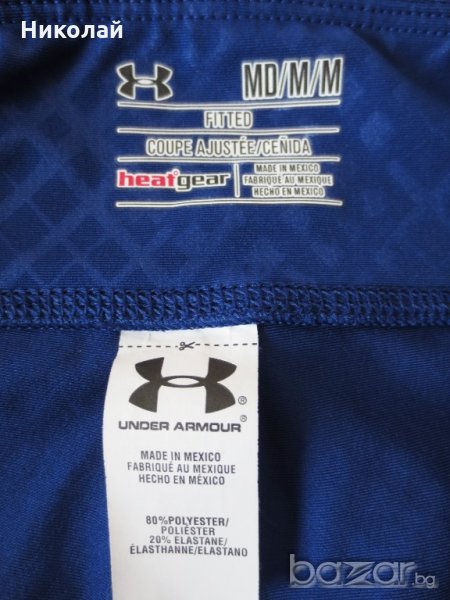 Николай
MD/M/M
FITTED
COUPE AJUSTÉE/CEÑIDA
heatgear
MADE IN MEXICO
FABRIQUÉ AU MEXIQUE
HECHO EN MEXICO
®
UNDER ARMOUR®
MADE IN MEXICO
FABRIQUÉ AU MEXIQUE
HECHO EN MÉXICO
80%POLYESTER/
POLIÉSTER
20% ELASTANE/
ÉLASTHANNE/ELASTANO
bazar.bg